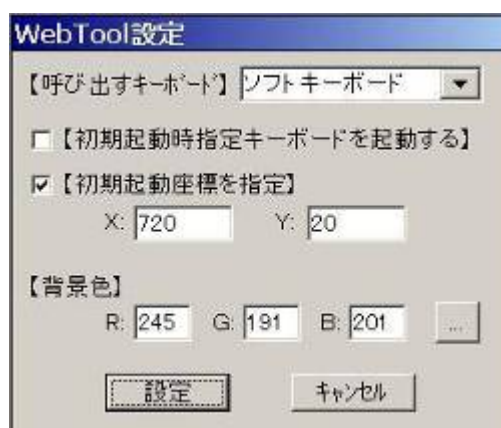 WebTool設定
【呼び出すキーボード】 ソフトキーボード
【初期起動時指定キーボードを起動する】
【初期起動座標を指定】
X: 720 Y: 20
【背景色】
R: 245 G: 191 B: 201 ...
設定 キャンセル